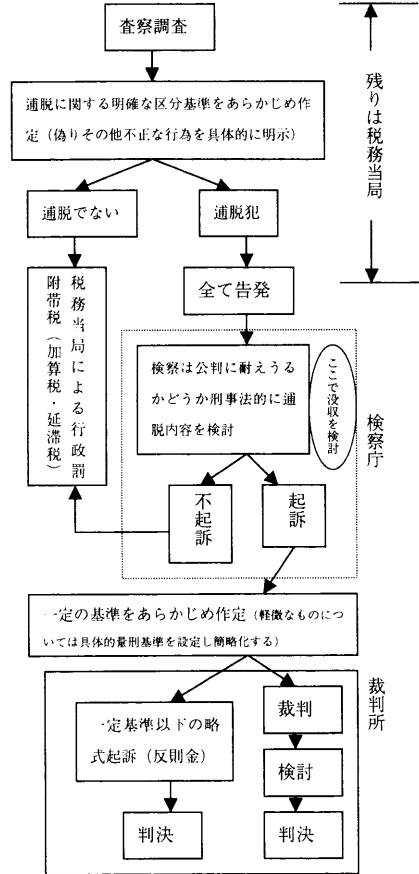 査察調査
逋脱に関する明確な区分基準をあらかじめ作
定（偽りその他不正な行為を具体的に明示）
残りは税務当局
逋脱でない
逋脱犯
税務当局による行政罰
附帯税（加算税・延滞税）
全て告発
検察は公判に耐えうる
かどうか刑事法的に逋
脱内容を検討
ここで没収を検討
検察庁
不起訴
起訴
一定の基準をあらかじめ作定（軽微なものにつ
いては具体的量刑基準を設定し簡略化する）
裁判所
一定基準以下の略
式起訴（反則金）
裁判
検討
判決
判決